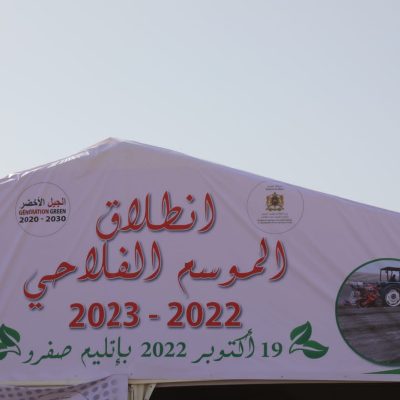 الجيل الأخضر
GENERATION GREEN
2020 - 2030
انطلاق
الموسم الفلاحي
2022 - 2023
19 أكتوبر 2022 بإقليم صفرو